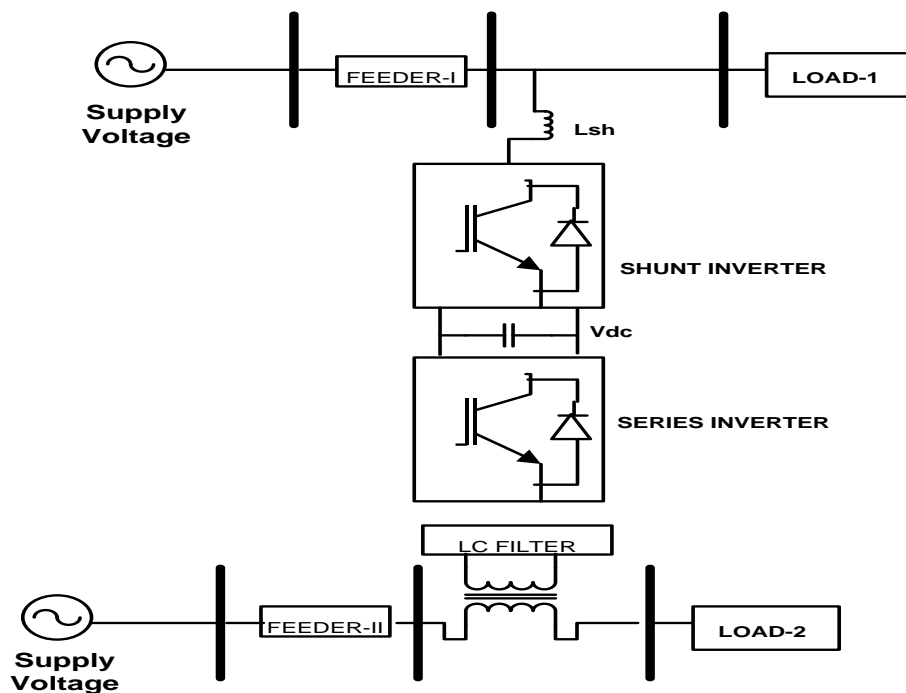 FEEDER-I
LOAD-1
Supply
Voltage
Lsh
SHUNT INVERTER
Vdc
SERIES INVERTER
LC FILTER
FEEDER-II
LOAD-2
Supply
Voltage